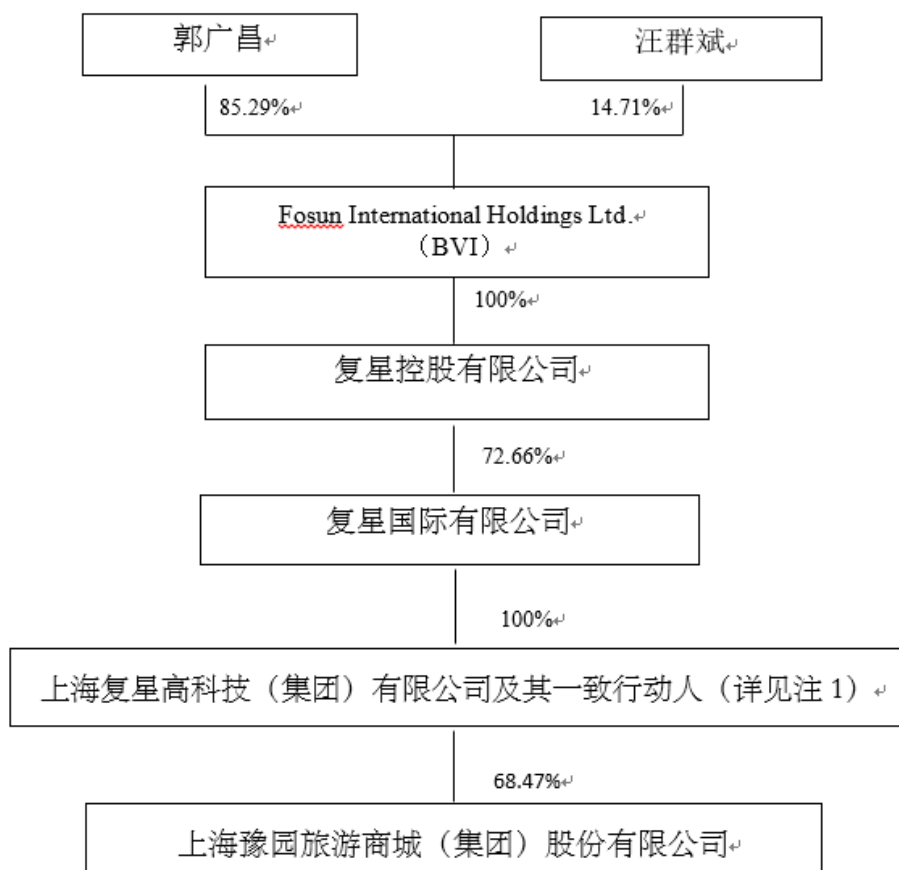 郭广昌
汪群斌
85.29%
14.71%
Fosun International Holdings Ltd.
（BVI）
100%
复星控股有限公司
72.66%
复星国际有限公司
100%
上海复星高科技（集团）有限公司及其一致行动人（详见注 1）
68.47%
上海豫园旅游商城（集团）股份有限公司